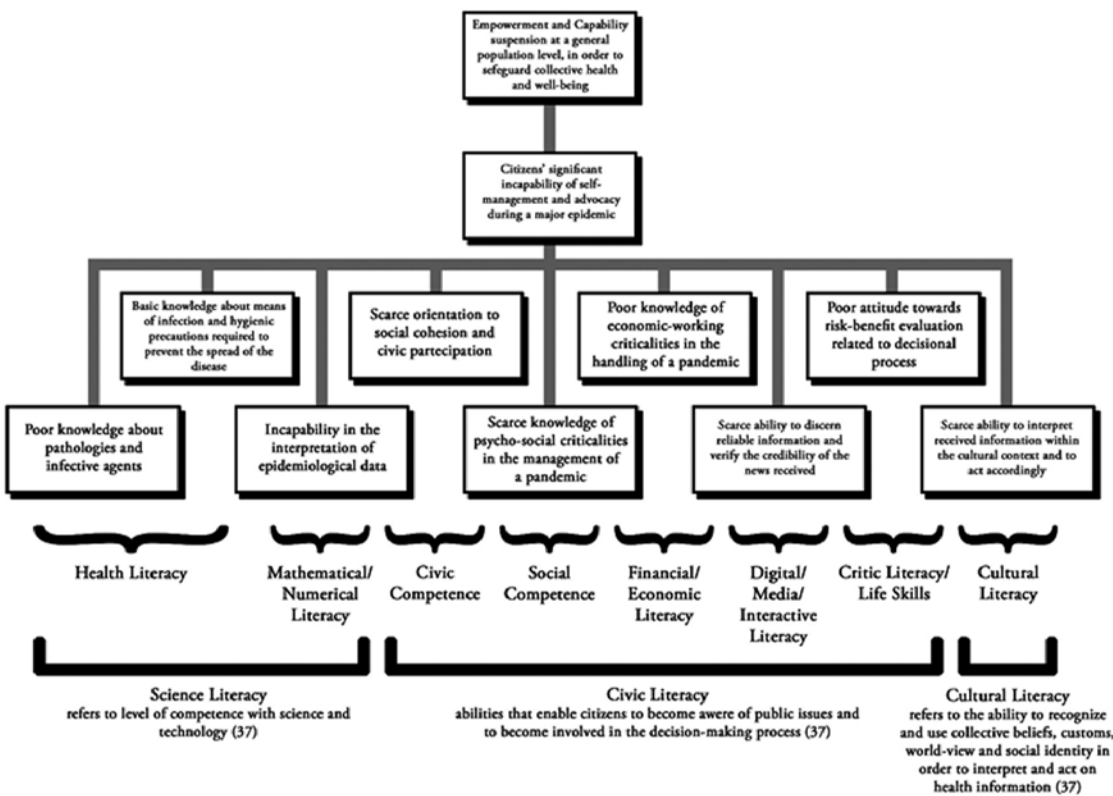 Empowerment and Capability
suspension at a general
population level, in order to
safeguard collective health
and well-being
Citizens' significant
incapability of self-
management and advocacy
during a major epidemic
Basic knowledge about means
of infection and hygienic
precautions required to
prevent the spread of the
disease
Scarce orientation to
social cohesion and
civic partecipation
Poor knowledge of
economic-working
criticalities in the
handling of a pandemic
Poor attitude towards
risk-benefit evaluation
related to decisional
process
Poor knowledge about
pathologies and
infective agents
Incapability in the
interpretation of
epidemiological data
Scarce knowledge of
psycho-social criticalities
in the management of
a pandemic
Scarce ability to discern
reliable information and
verify the credibility of the
news received
Scarce ability to interpret
received information within
the cultural context and to
act accordingly
Health Literacy
Mathematical/
Numerical
Literacy
Civic
Competence
Social
Competence
Financial/
Economic
Literacy
Digital/
Media/
Interactive
Literacy
Critic Literacy/
Life Skills
Cultural
Literacy
Science Literacy
refers to level of competence with science and
technology (37)
Civic Literacy
abilities that enable citizens to become awere of public issues and
to become involved in the decision-making process (37)
Cultural Literacy
refers to the ability to recognize
and use collective beliefs, customs,
world-view and social identity in
order to interpret and act on
health information (37)